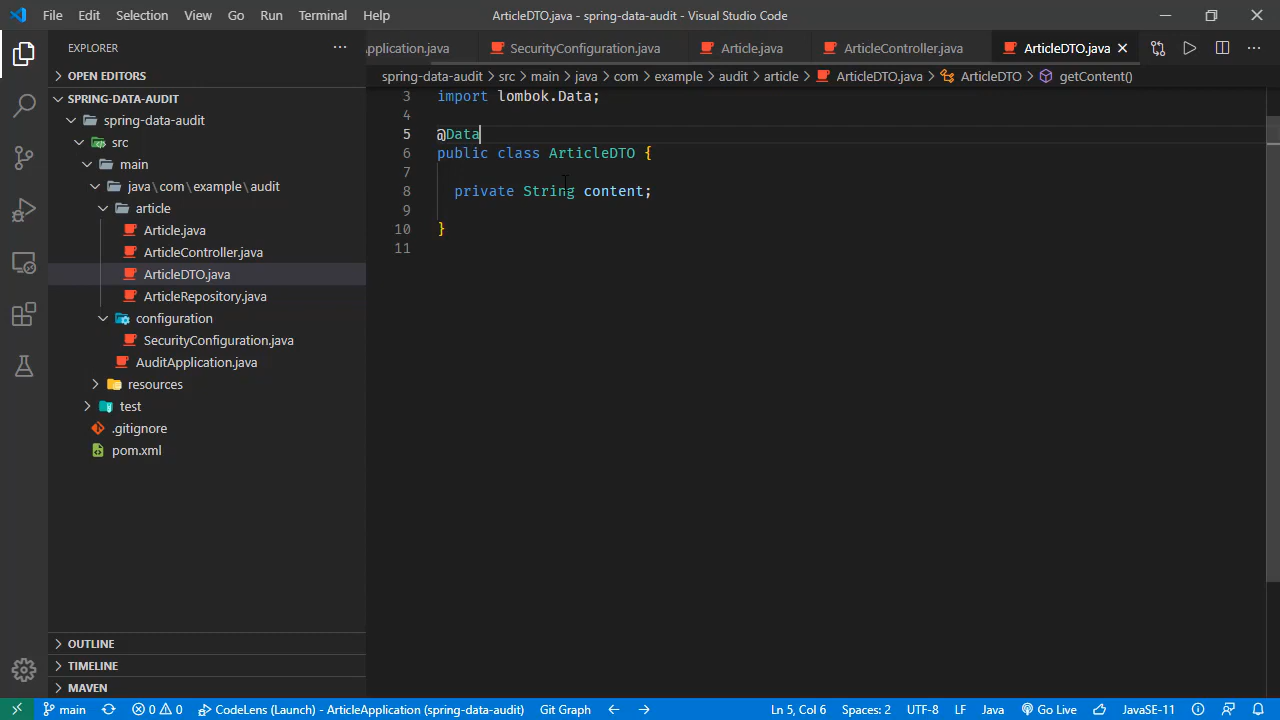 File Edit Selection View Go Run Terminal Help
ArticleDTO.java - spring-data-audit - Visual Studio Code
EXPLORER
OPEN EDITORS
SPRING-DATA-AUDIT
spring-data-audit
src
main
java\com\example\audit
article
Article.java
ArticleController.java
ArticleDTO.java
ArticleRepository.java
configuration
SecurityConfiguration.java
AuditApplication.java
resources
test
.gitignore
pom.xml
OUTLINE
TIMELINE
MAVEN
pplication.java SecurityConfiguration.java Article.java ArticleController.java ArticleDTO.java
spring-data-audit > src > main > java > com > example > audit > article > ArticleDTO.java > ArticleDTO > getContent()
3 import lombok.Data;
4
5 @Data
6 public class ArticleDTO {
7
8 private String content;
9
10 }
11
main 0 0 CodeLens (Launch) - ArticleApplication (spring-data-audit) Git Graph Ln 5, Col 6 Spaces: 2 UTF-8 LF Java Go Live JavaSE-11